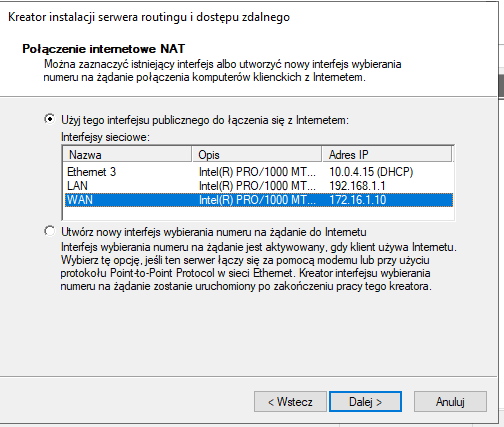 Kreator instalacji serwera routingu i dostępu zdalnego
Połączenie internetowe NAT
Można zaznaczyć istniejący interfejs albo utworzyć nowy interfejs wybierania
numeru na żądanie połączenia komputerów klienckich z Internetem.
Użyj tego interfejsu publicznego do łączenia się z Internetem:
Interfejsy sieciowe:
Nazwa Opis Adres IP
Ethernet 3 Intel(R) PRO/1000 MT... 10.0.4.15 (DHCP)
LAN Intel(R) PRO/1000 MT... 192.168.1.1
WAN Intel(R) PRO/1000 MT... 172.16.1.10
Utwórz nowy interfejs wybierania numeru na żądanie do Internetu
Interfejs wybierania numeru na żądanie jest aktywowany, gdy klient używa Internetu.
Wybierz tę opcję, jeśli ten serwer łączy się za pomocą modemu lub przy użyciu
protokołu Point-to-Point Protocol w sieci Ethernet. Kreator interfejsu wybierania
numeru na żądanie zostanie uruchomiony po zakończeniu pracy tego kreatora.
< Wstecz Dalej > Anuluj